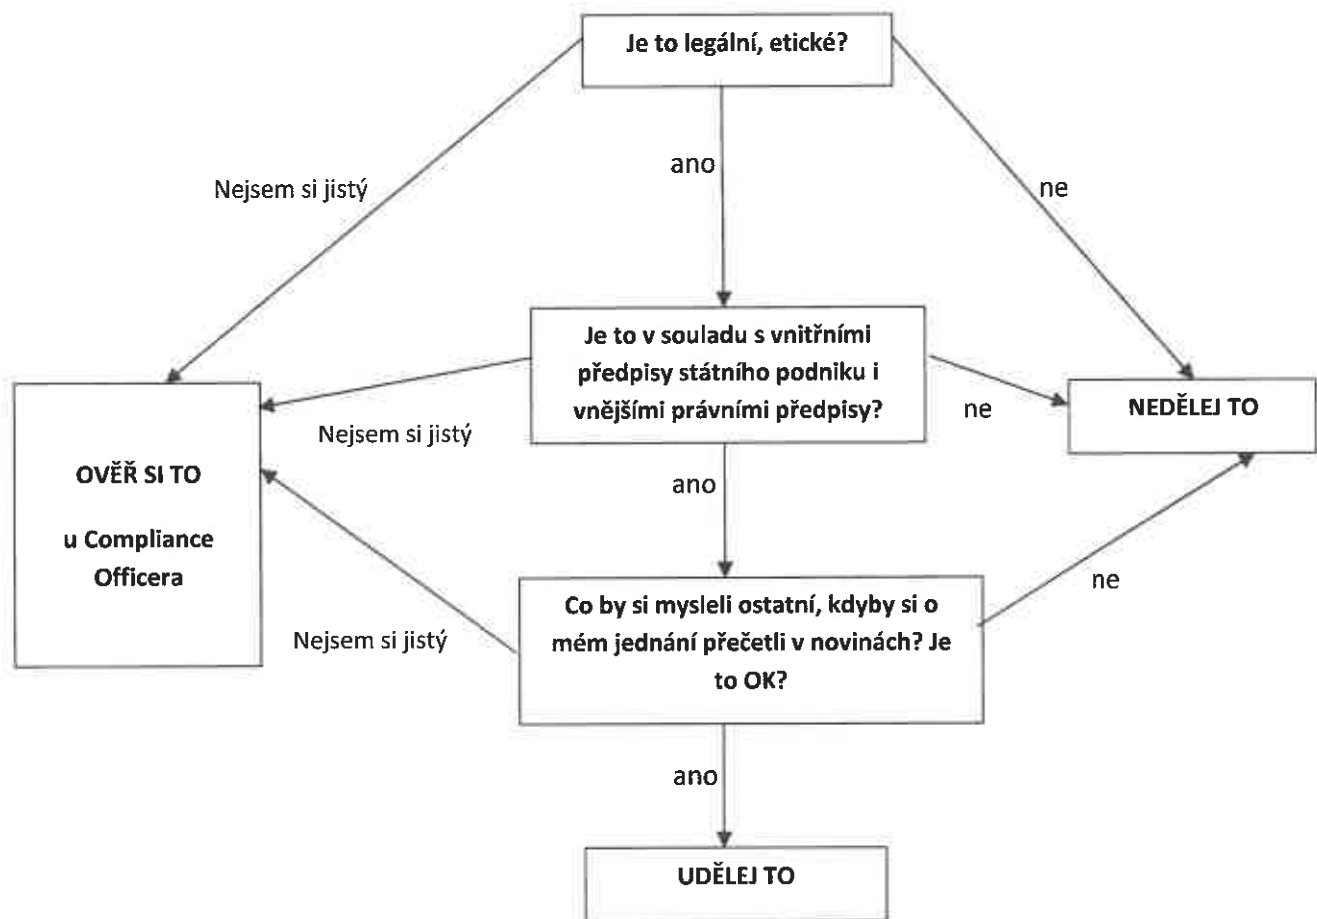 Je to legální, etické?
Nejsem si jistý
ano
ne
Je to v souladu s vnitřními
předpisy státního podniku i
vnějšími právními předpisy?
Nejsem si jistý
ne
NEDĚLEJ TO
OVĚŘ SI TO
u Compliance
Officera
ano
Co by si mysleli ostatní, kdyby si o
mém jednání přečetli v novinách? Je
to OK?
Nejsem si jistý
ne
ano
UDĚLEJ TO